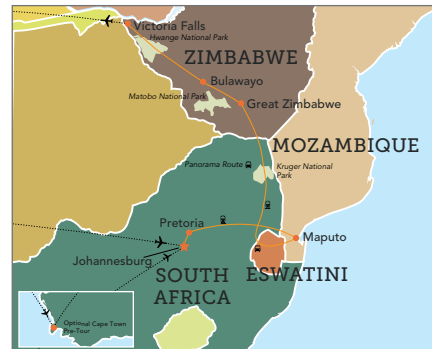 Victoria Falls
Hwange National Park
ZIMBABWE
Bulawayo
Matobo National Park
Great Zimbabwe
MOZAMBIQUE
Panorama Route
Kruger National
Park
Pretoria
Maputo
Johannesburg
SOUTH
AFRICA
ESWATINI
Optional Cape Town
Pre-Tour